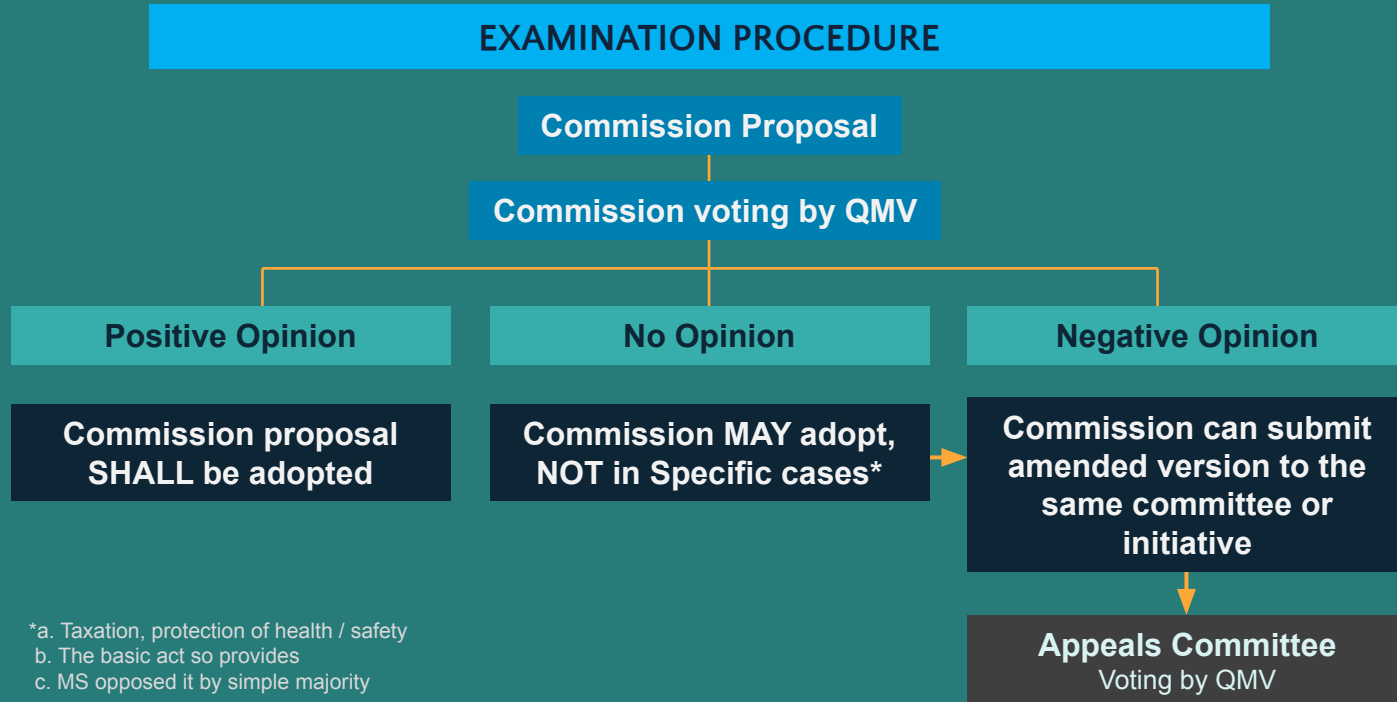 EXAMINATION PROCEDURE
Commission Proposal
Commission voting by QMV
Positive Opinion
No Opinion
Negative Opinion
Commission proposal
SHALL be adopted
Commission MAY adopt,
NOT in Specific cases*
Commission can submit
amended version to the
same committee or
initiative
*a. Taxation, protection of health / safety
b. The basic act so provides
c. MS opposed it by simple majority
Appeals Committee
Voting by QMV